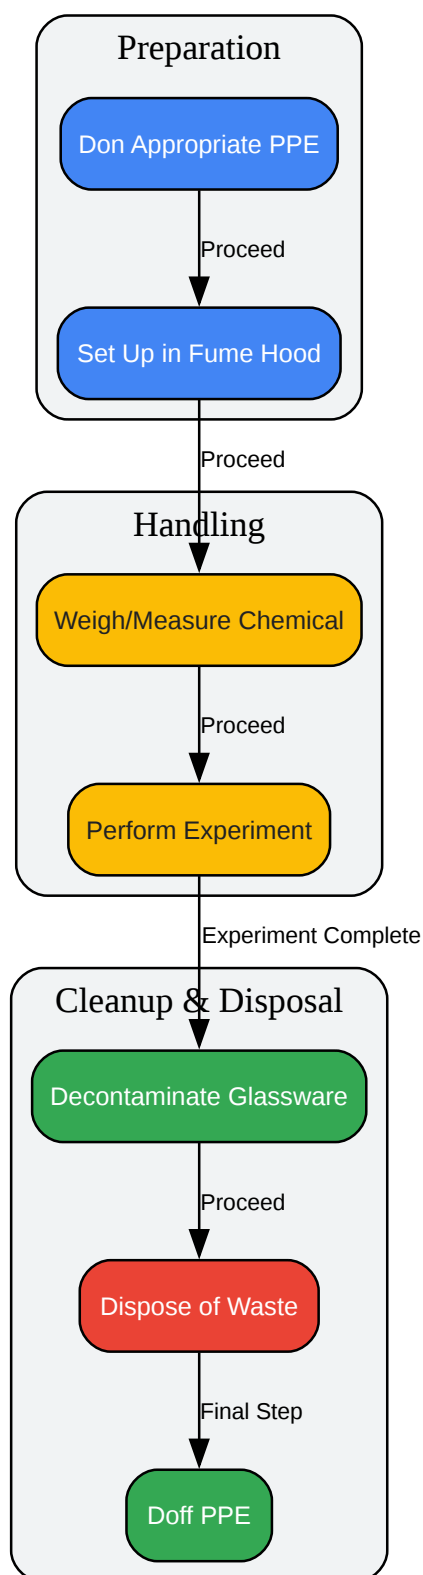 Preparation
Don Appropriate PPE
Proceed
Set Up in Fume Hood
Proceed
Handling
Weigh/Measure Chemical
Proceed
Perform Experiment
Experiment Complete
Cleanup & Disposal
Decontaminate Glassware
Proceed
Dispose of Waste
Final Step
Doff PPE